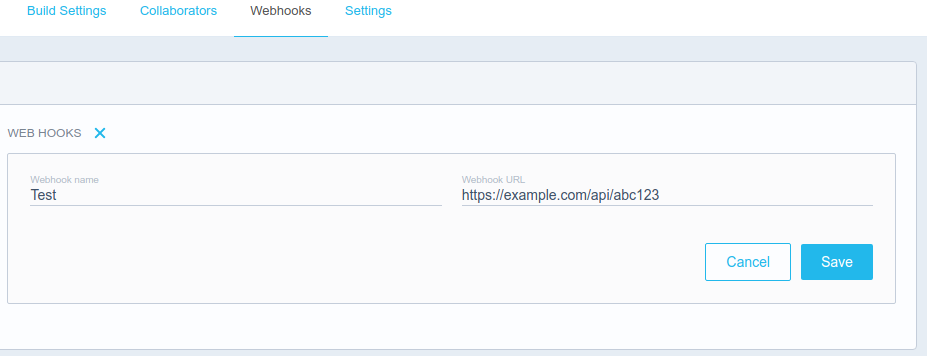 Build Settings Collaborators Webhooks Settings
WEB HOOKS
Webhook name Webhook URL
Test https://example.com/api/abc123
Cancel Save